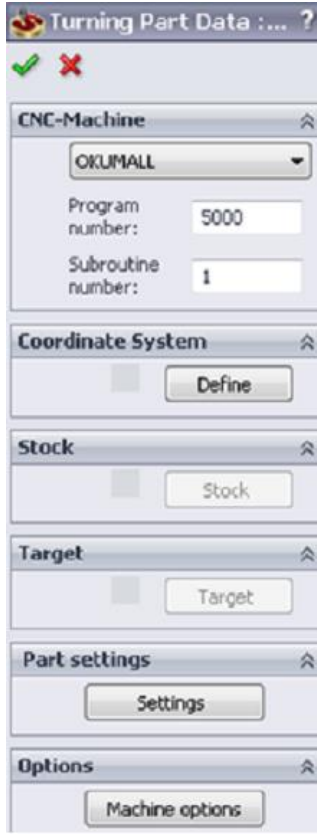 Turning Part Data :... ?
CNC-Machine
OKUMALL
Program
number:
5000
Subroutine
number:
1
Coordinate System
Define
Stock
Stock
Target
Target
Part settings
Settings
Options
Machine options